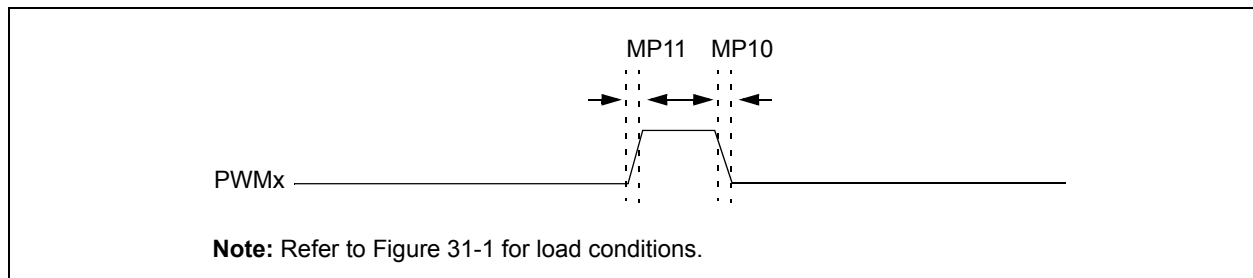 MP11 MP10
PWMx
Note: Refer to Figure 31-1 for load conditions.